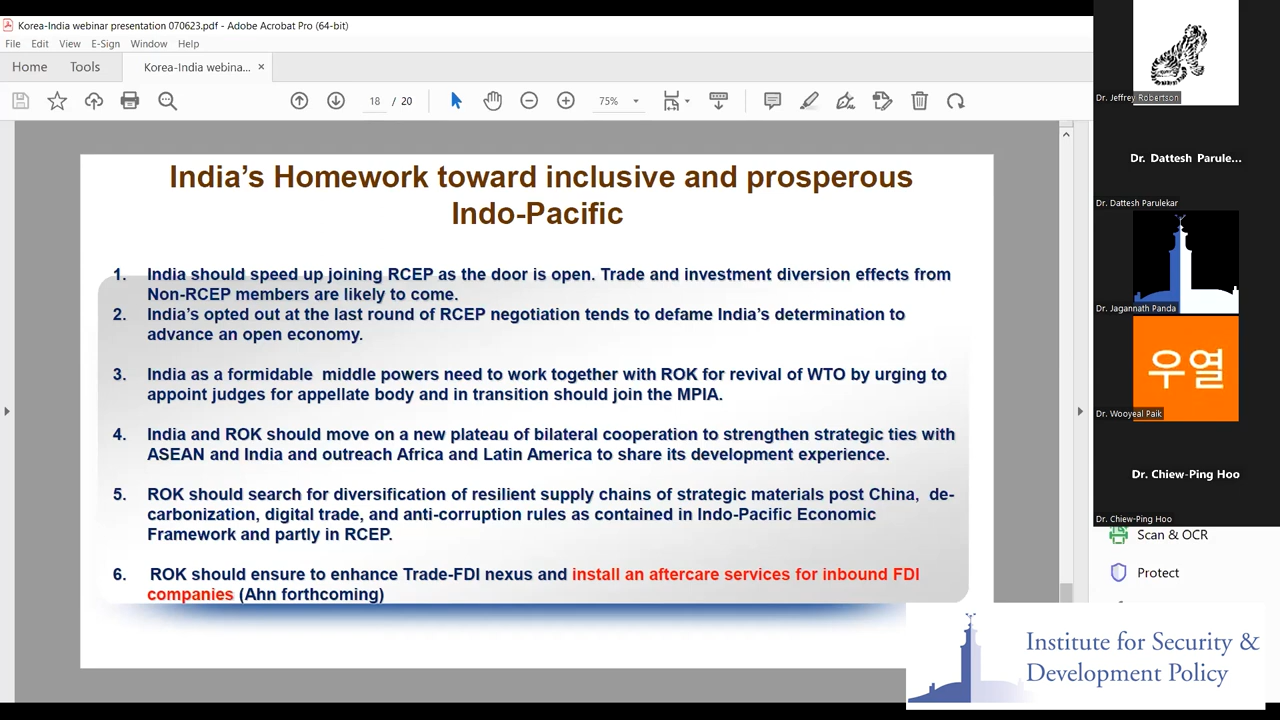 Korea-India webinar presentation 070623.pdf - Adobe Acrobat Pro (64-bit)
File Edit View E-Sign Window Help
Home Tools Korea-India webina... ×
18 / 20 75%
India's Homework toward inclusive and prosperous
Indo-Pacific
1. India should speed up joining RCEP as the door is open. Trade and investment diversion effects from
Non-RCEP members are likely to come.
2. India's opted out at the last round of RCEP negotiation tends to defame India's determination to
advance an open economy.
3. India as a formidable middle powers need to work together with ROK for revival of WTO by urging to
appoint judges for appellate body and in transition should join the MPIA.
4. India and ROK should move on a new plateau of bilateral cooperation to strengthen strategic ties with
ASEAN and India and outreach Africa and Latin America to share its development experience.
5. ROK should search for diversification of resilient supply chains of strategic materials post China, de-
carbonization, digital trade, and anti-corruption rules as contained in Indo-Pacific Economic
Framework and partly in RCEP.
6. ROK should ensure to enhance Trade-FDI nexus and install an aftercare services for inbound FDI
companies (Ahn forthcoming)
Dr. Jeffrey Robertson
Dr. Dattesh Parule...
Dr. Dattesh Parulekar
Dr. Jagannath Panda
우열
Dr. Wooyeal Paik
Dr. Chiew-Ping Hoo
Dr. Chiew-Ping Hoo
Scan & OCR
Protect
Institute for Security &
Development Policy